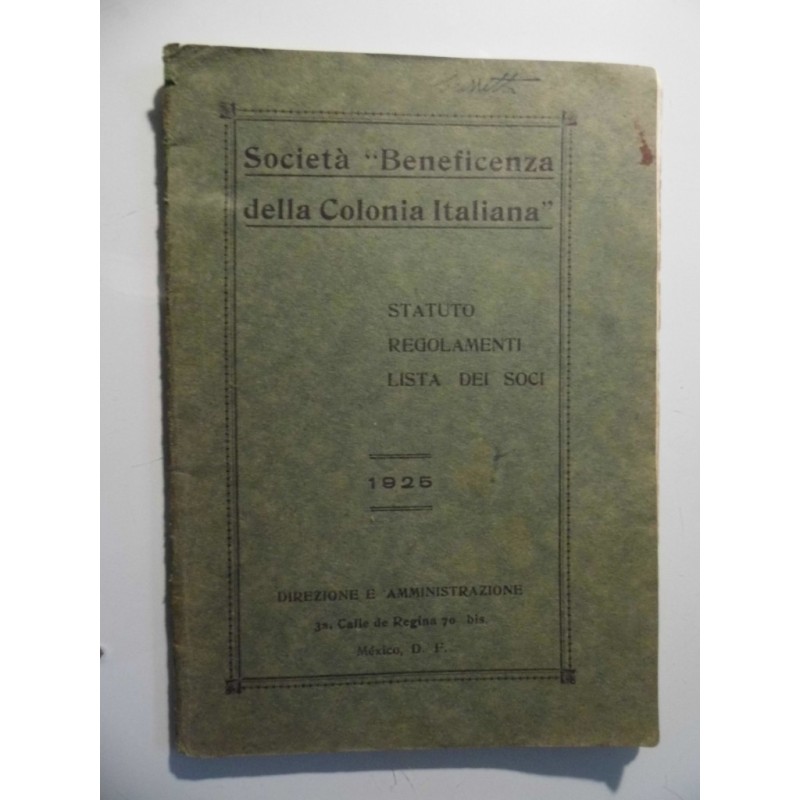 Società "Beneficenza
della Colonia Italiana"
STATUTO
REGOLAMENTI
LISTA DEI SOCI
1925
DIREZIONE E AMMINISTRAZIONE
3a. Calle de Regina 70 bis.
México, D. F.